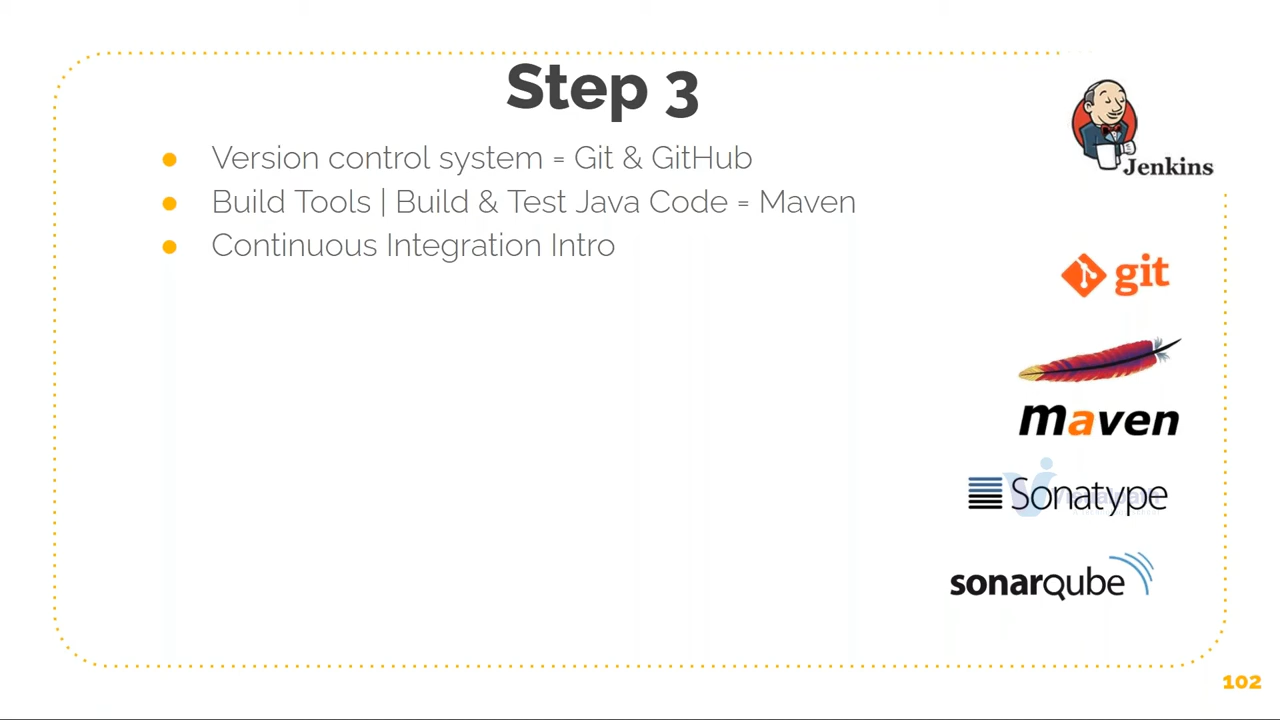 Step 3
Version control system = Git & GitHub
Build Tools | Build & Test Java Code = Maven
Continuous Integration Intro
Jenkins
git
maven
Sonatype
sonarqube
102